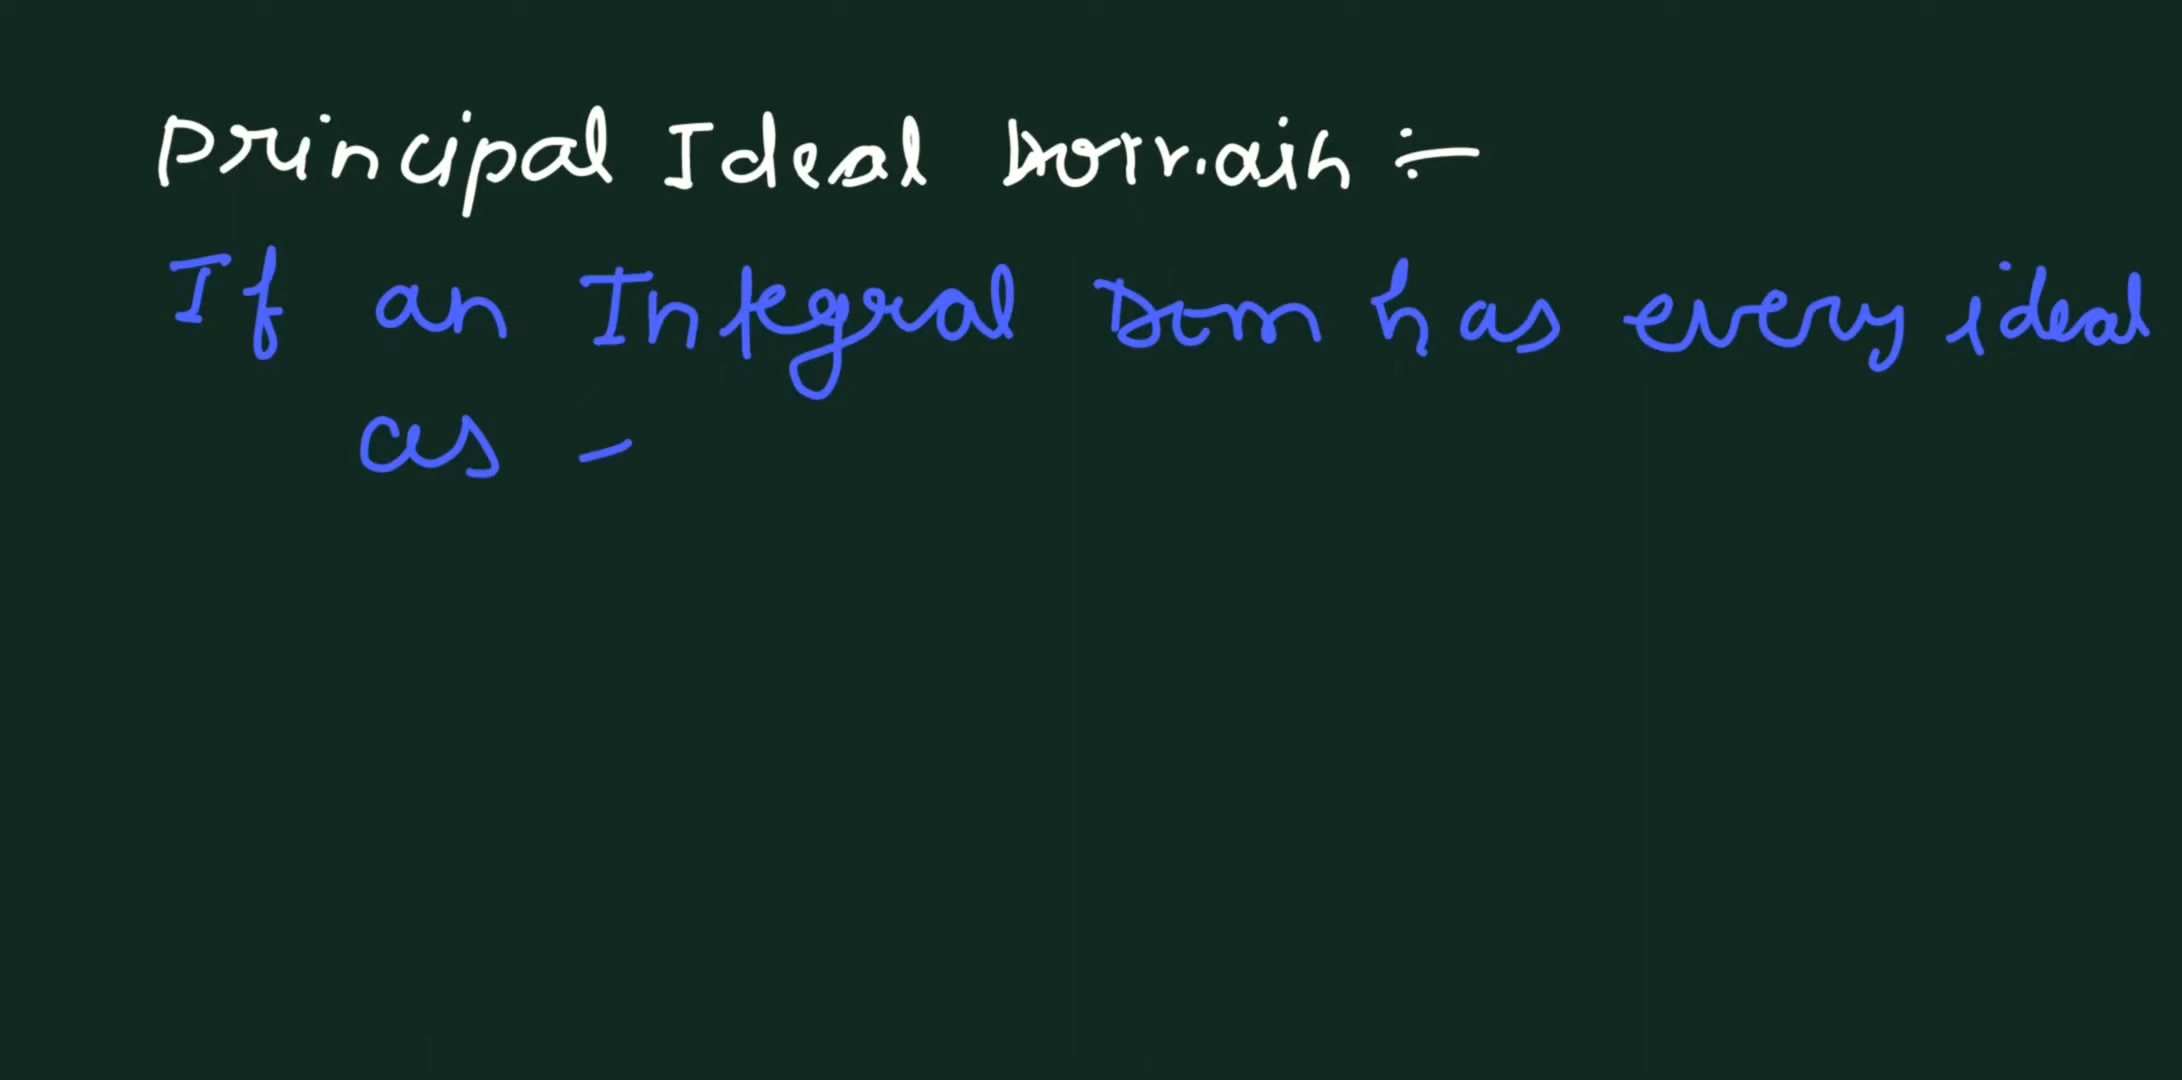 Principal Ideal Domain :-
If an Integral Dom has every ideal
as -